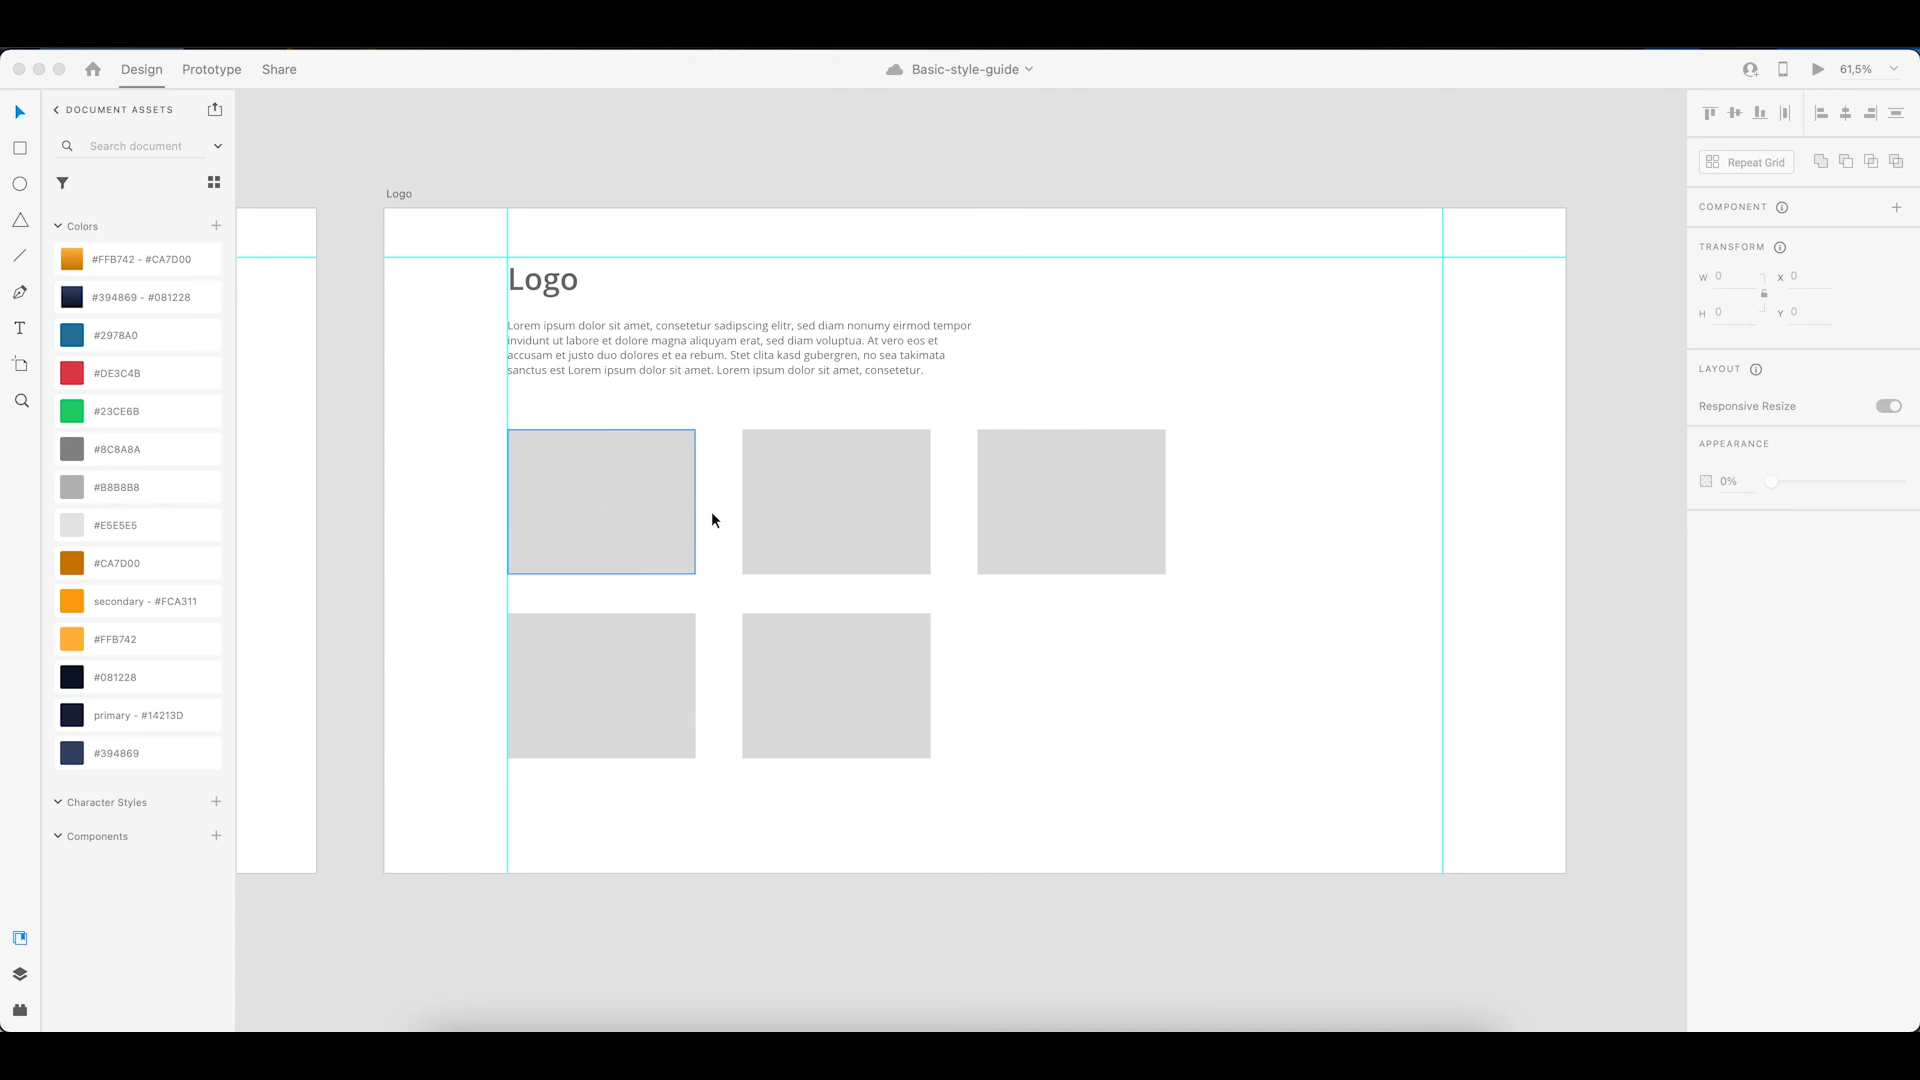 Design
Prototype
Share
Basic-style-guide
61,5%
DOCUMENT ASSETS
Search document
Colors
#FFB742 - #CA7D00
#394869 - #081228
#2978A0
#DE3C4B
#23CE6B
#8C8A8A
#B8B8B8
#E5E5E5
#CA7D00
secondary - #FCA311
#FFB742
#081228
primary - #14213D
#394869
Character Styles
Components
Logo
Logo
Lorem ipsum dolor sit amet, consetetur sadipscing elitr, sed diam nonumy eirmod tempor
invidunt ut labore et dolore magna aliquyam erat, sed diam voluptua. At vero eos et
accusam et justo duo dolores et ea rebum. Stet clita kasd gubergren, no sea takimata
sanctus est Lorem ipsum dolor sit amet. Lorem ipsum dolor sit amet, consetetur.
Repeat Grid
COMPONENT
TRANSFORM
W 0 X 0
H 0 Y 0
LAYOUT
Responsive Resize
APPEARANCE
0%